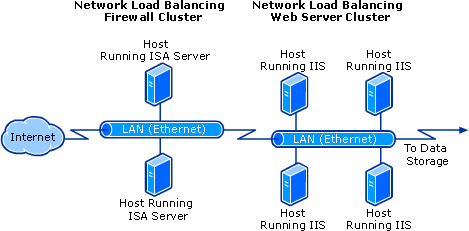 Network Load Balancing
Firewall Cluster
Network Load Balancing
Web Server Cluster
Host
Running ISA Server
Host
Running IIS
Host
Running IIS
Internet
LAN (Ethernet)
LAN (Ethernet)
To Data
Storage
Host Running
ISA Server
Host
Running IIS
Host
Running IIS